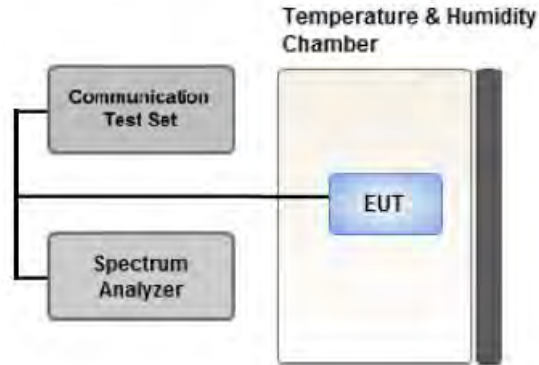 Temperature & Humidity
Chamber
Communication
Test Set
EUT
Spectrum
Analyzer